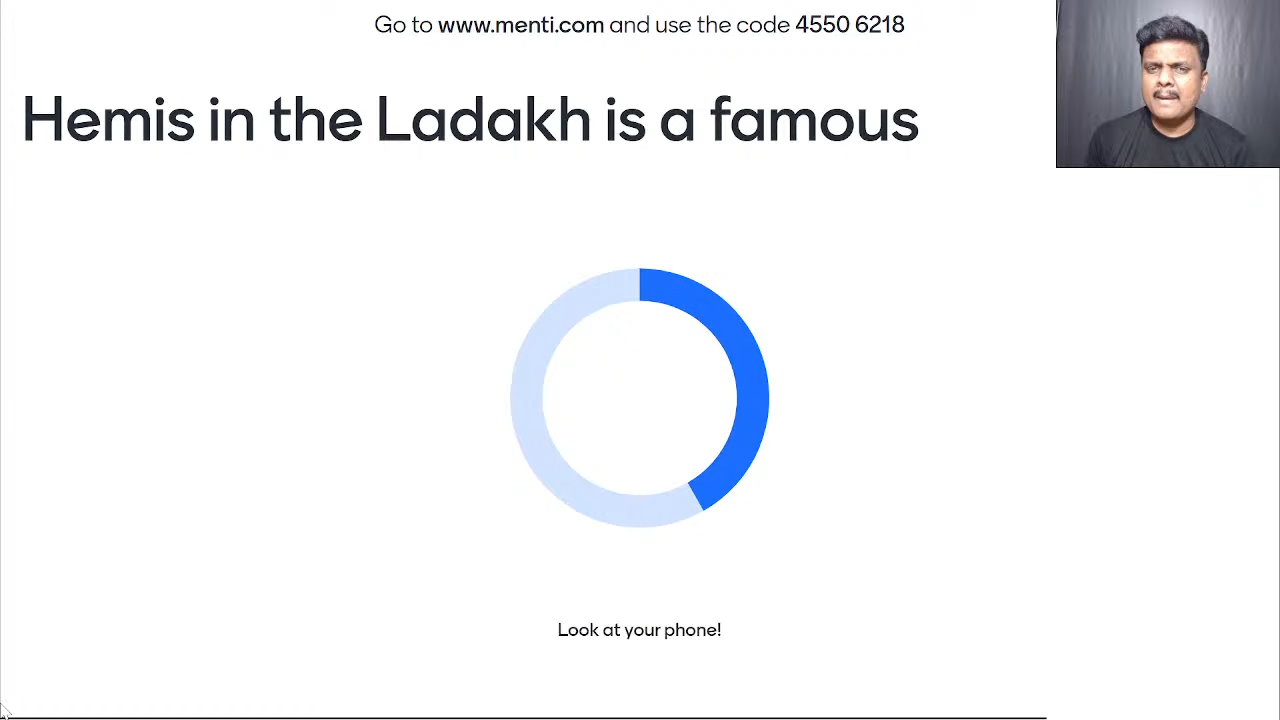 Go to www.menti.com and use the code 4550 6218
Hemis in the Ladakh is a famous
Look at your phone!